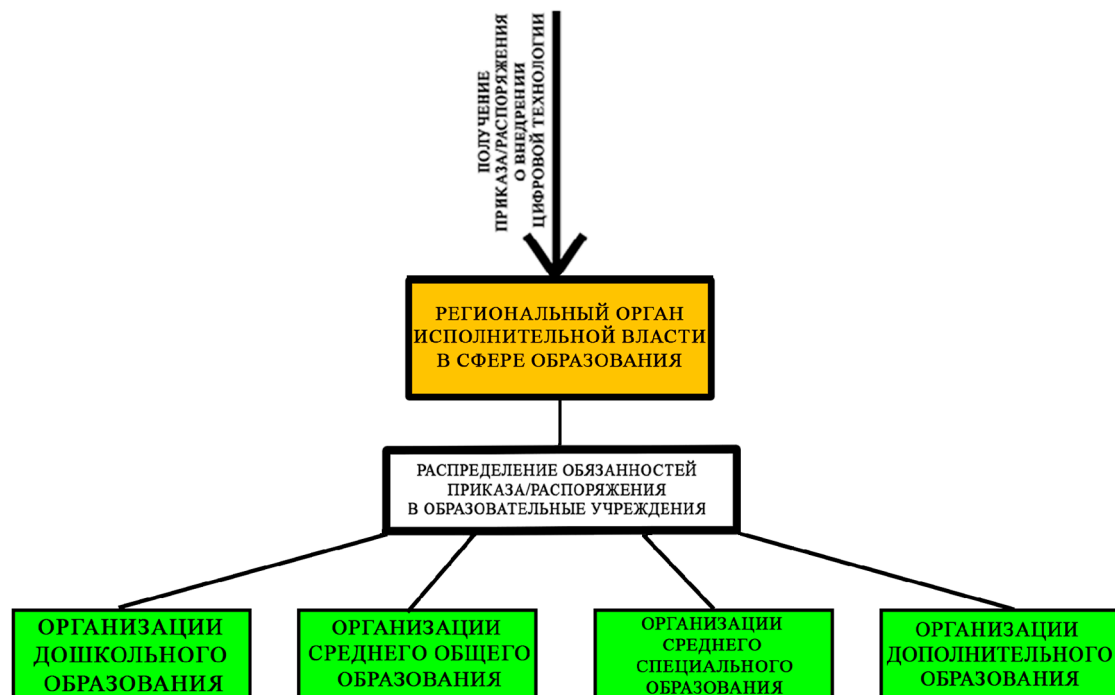 ПОЛУЧЕНИЕ
ПРИКАЗА/РАСПОРЯЖЕНИЯ
О ВНЕДРЕНИИ
ЦИФРОВОЙ ТЕХНОЛОГИИ
РЕГИОНАЛЬНЫЙ ОРГАН
ИСПОЛНИТЕЛЬНОЙ ВЛАСТИ
В СФЕРЕ ОБРАЗОВАНИЯ
РАСПРЕДЕЛЕНИЕ ОБЯЗАННОСТЕЙ
ПРИКАЗА/РАСПОРЯЖЕНИЯ
В ОБРАЗОВАТЕЛЬНЫЕ УЧРЕЖДЕНИЯ
ОРГАНИЗАЦИИ
ДОШКОЛЬНОГО
ОБРАЗОВАНИЯ
ОРГАНИЗАЦИИ
СРЕДНЕГО ОБЩЕГО
ОБРАЗОВАНИЯ
ОРГАНИЗАЦИИ
СРЕДНЕГО
СПЕЦИАЛЬНОГО
ОБРАЗОВАНИЯ
ОРГАНИЗАЦИИ
ДОПОЛНИТЕЛЬНОГО
ОБРАЗОВАНИЯ